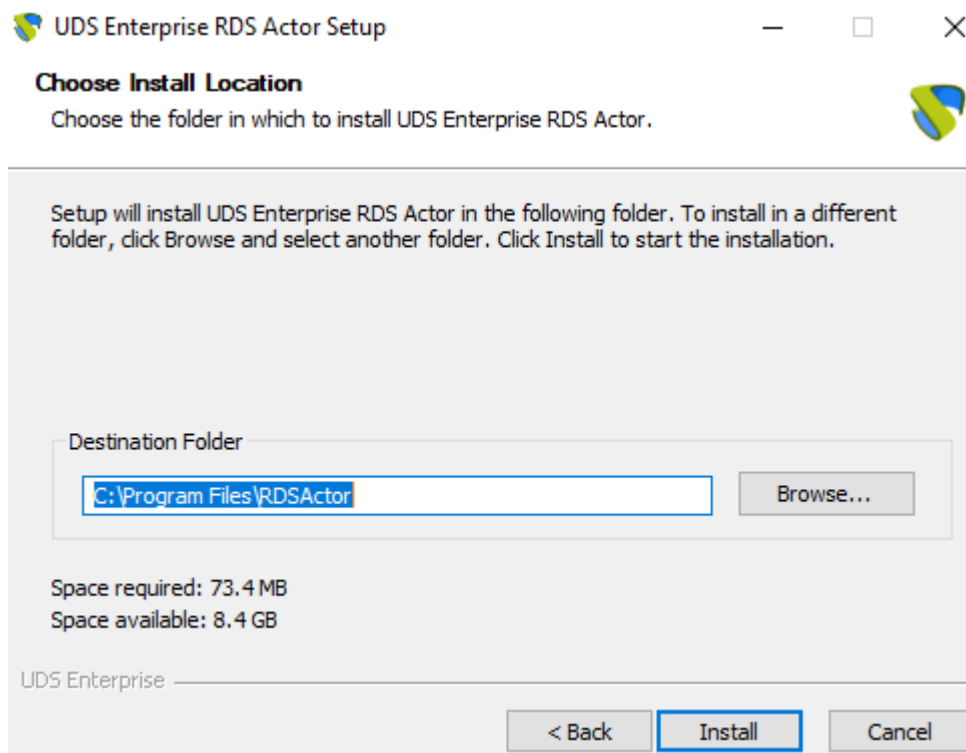 UDS Enterprise RDS Actor Setup
Choose Install Location
Choose the folder in which to install UDS Enterprise RDS Actor.
Setup will install UDS Enterprise RDS Actor in the following folder. To install in a different
folder, click Browse and select another folder. Click Install to start the installation.
Destination Folder
C:\Program Files\RDSActor
Browse...
Space required: 73.4 MB
Space available: 8.4 GB
UDS Enterprise
< Back
Install
Cancel